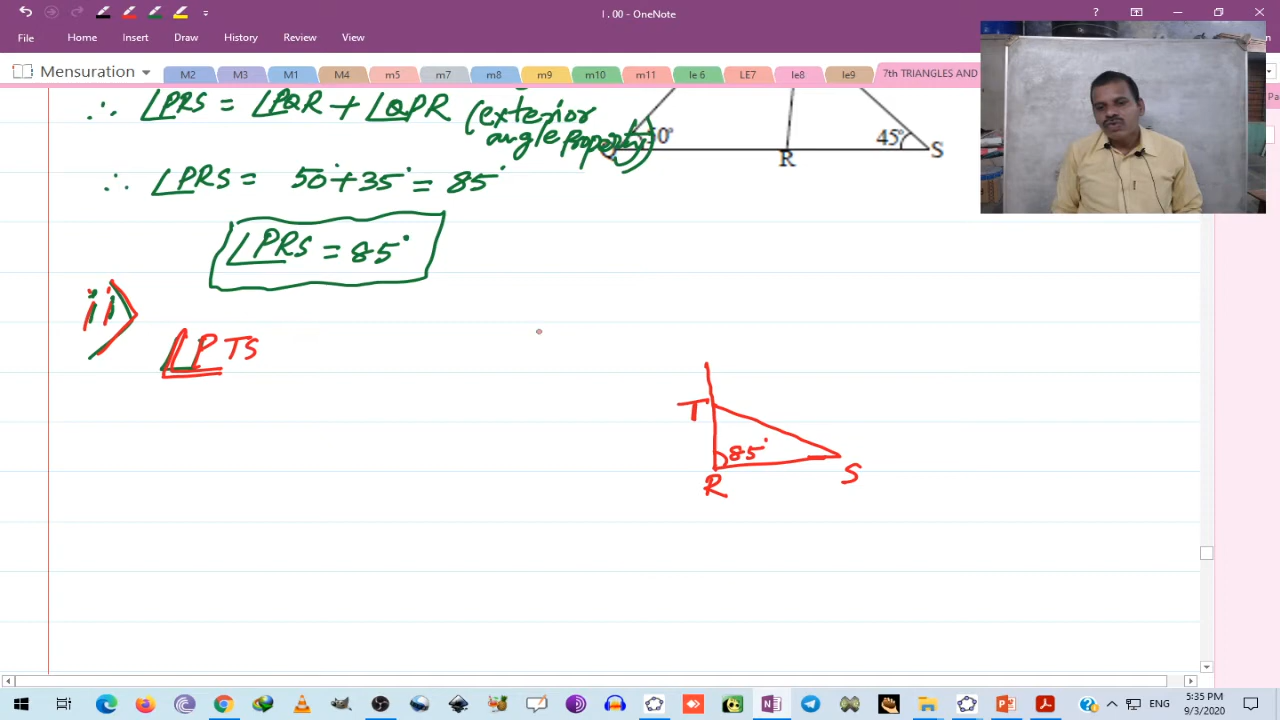 1.00 - OneNote
File Home Insert Draw History Review View
Mensuration M2 M3 M1 M4 m5 m7 m8 m9 m10 m11 le 6 LE7 le8 le9 7th TRIANGLES AND
∴ ∠PRS = ∠PQR + ∠QPR (exterior
angle property)
50° R 45° S
∴ ∠PRS = 50° + 35° = 85°
∠PRS = 85°
ii)
∠PTS
T
85°
R
S
5:35 PM
ENG
9/3/2020